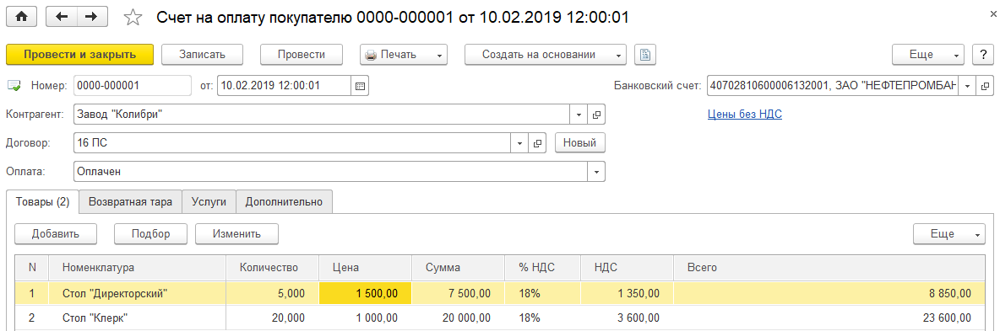 Счет на оплату покупателю 0000-000001 от 10.02.2019 12:00:01
Провести и закрыть Записать Провести Печать Создать на основании Еще ?
Номер: 0000-000001 от: 10.02.2019 12:00:01 Банковский счет: 40702810600006132001, ЗАО "НЕФТЕПРОМБАН
Контрагент: Завод "Колибри" Цены без НДС
Договор: 16 ПС Новый
Оплата: Оплачен
Товары (2) Возвратная тара Услуги Дополнительно
Добавить Подбор Изменить Еще
N Номенклатура Количество Цена Сумма % НДС НДС Всего
1 Стол "Директорский" 5,000 1 500,00 7 500,00 18% 1 350,00 8 850,00
2 Стол "Клерк" 20,000 1 000,00 20 000,00 18% 3 600,00 23 600,00